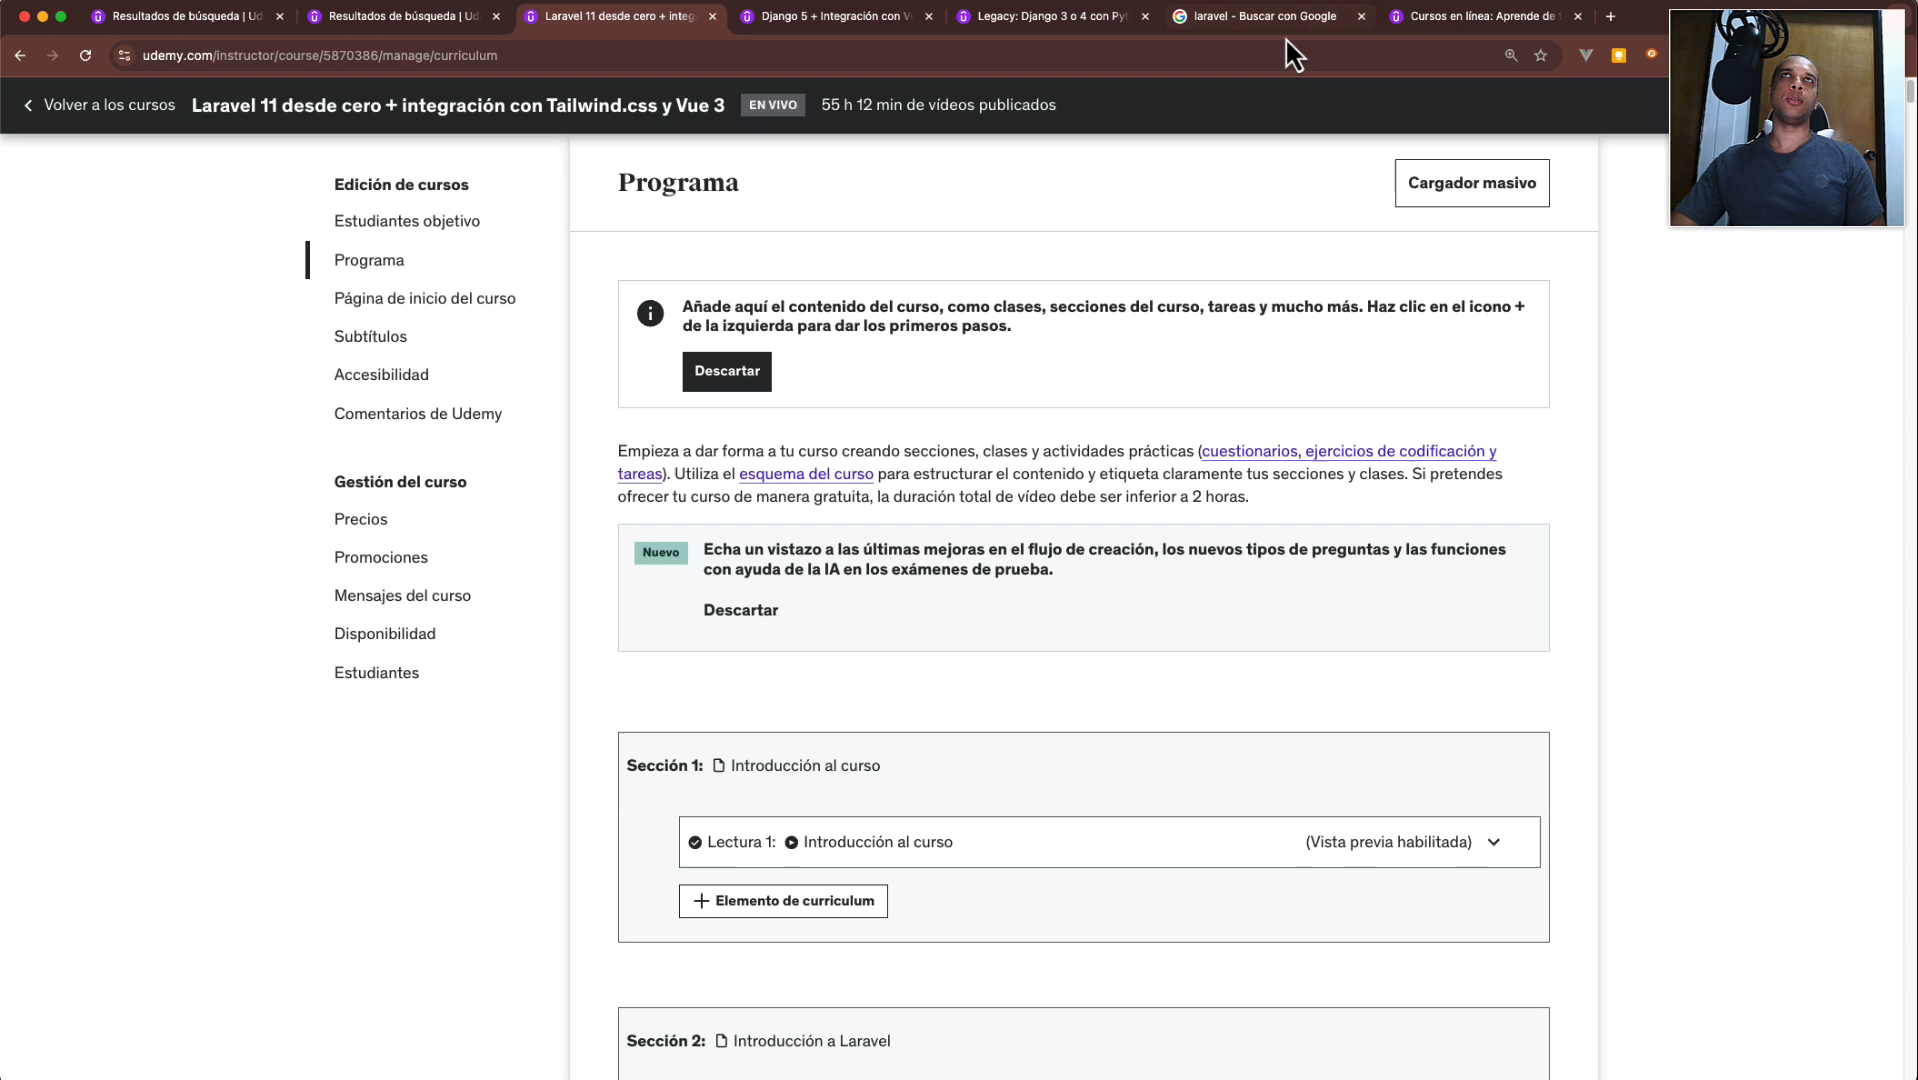 Resultados de búsqueda | Ud
Resultados de búsqueda | Ud
Laravel 11 desde cero + integ
Django 5 + Integración con Vu
Legacy: Django 3 o 4 con Pyt
laravel - Buscar con Google
Cursos en línea: Aprende de
udemy.com/instructor/course/5870386/manage/curriculum
Volver a los cursos
Laravel 11 desde cero + integración con Tailwind.css y Vue 3
EN VIVO
55 h 12 min de vídeos publicados
Edición de cursos
Estudiantes objetivo
Programa
Página de inicio del curso
Subtítulos
Accesibilidad
Comentarios de Udemy
Gestión del curso
Precios
Promociones
Mensajes del curso
Disponibilidad
Estudiantes
Programa
Cargador masivo
Añade aquí el contenido del curso, como clases, secciones del curso, tareas y mucho más. Haz clic en el icono +
de la izquierda para dar los primeros pasos.
Descartar
Empieza a dar forma a tu curso creando secciones, clases y actividades prácticas (cuestionarios, ejercicios de codificación y
tareas). Utiliza el esquema del curso para estructurar el contenido y etiqueta claramente tus secciones y clases. Si pretendes
ofrecer tu curso de manera gratuita, la duración total de vídeo debe ser inferior a 2 horas.
Nuevo
Echa un vistazo a las últimas mejoras en el flujo de creación, los nuevos tipos de preguntas y las funciones
con ayuda de la IA en los exámenes de prueba.
Descartar
Sección 1: Introducción al curso
Lectura 1: Introducción al curso
(Vista previa habilitada)
+ Elemento de curriculum
Sección 2: Introducción a Laravel